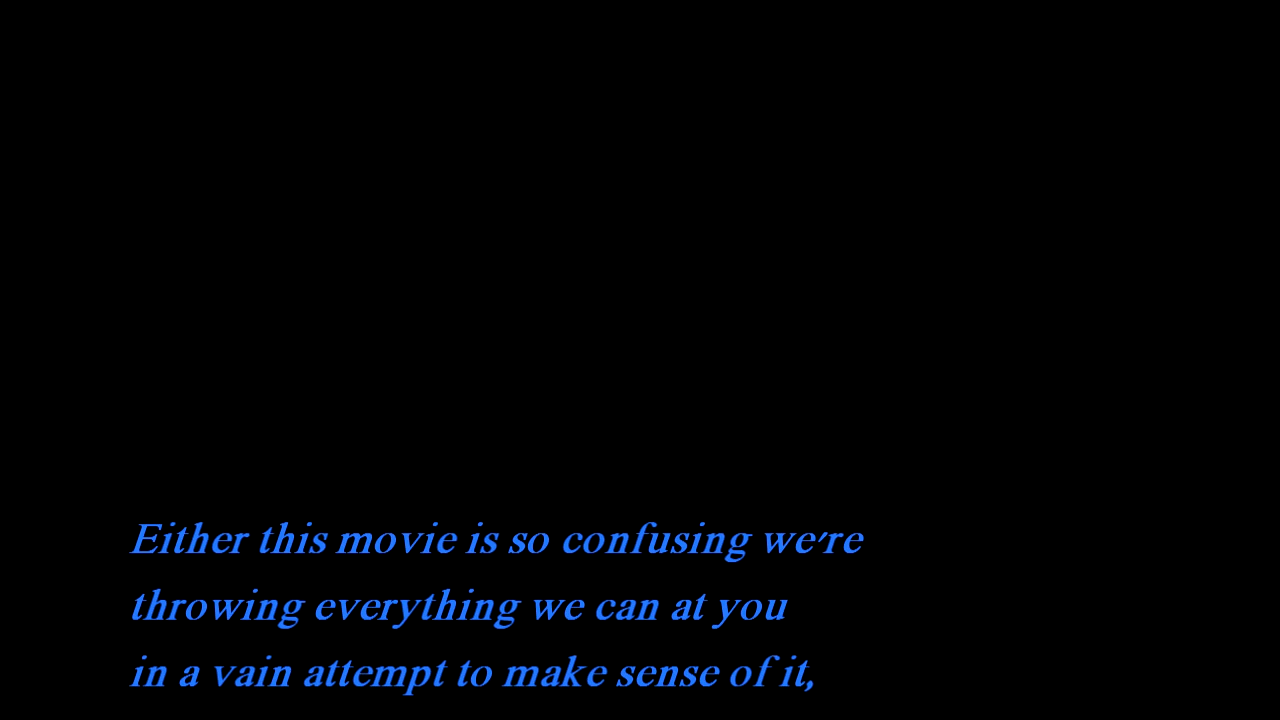 Either this movie is so confusing we're
throwing everything we can at you
in a vain attempt to make sense of it,